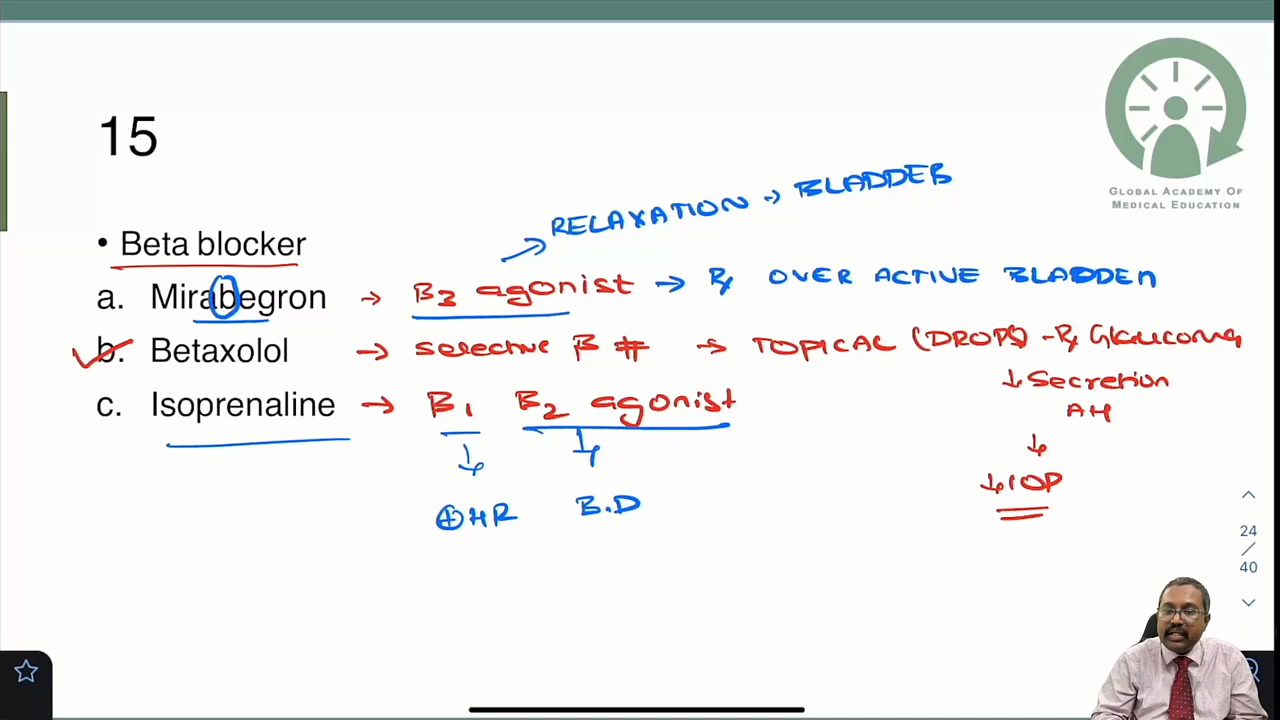 15
GLOBAL ACADEMY OF
MEDICAL EDUCATION
RELAXATION → BLADDER
• Beta blocker
a. Mirabegron → B3 agonist → Rx OVER ACTIVE BLADDER
b. Betaxolol → selective β # → TOPICAL (DROPS) - Rx Glaucoma
↓ Secretion
AH
c. Isoprenaline → B1 B2 agonist
↓ IOP
⊕ HR B.D
24
/
40